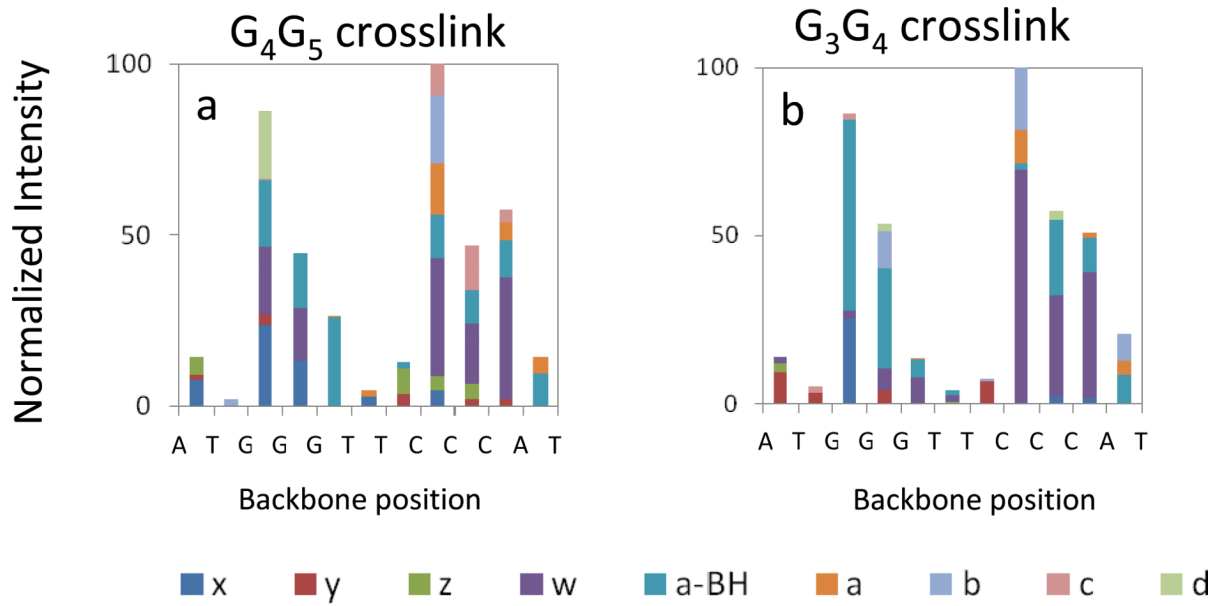 G₄G₅ crosslink
G₃G₄ crosslink
Normalized Intensity
100
50
0
a
A T G G G T T C C C A T
Backbone position
100
50
0
b
A T G G G T T C C C A T
Backbone position
x y z w a-BH a b c d